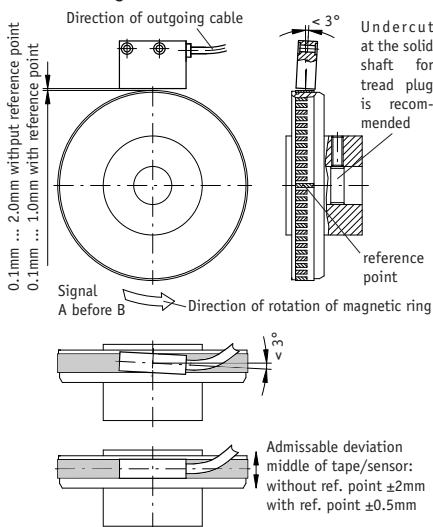 Direction of outgoing cable
< 3°
Undercut
at the solid
shaft for
tread plug
is recom-
mended
0.1mm ... 2.0mm withput reference point
0.1mm ... 1.0mm with reference point
reference
point
Signal
A before B
Direction of rotation of magnetic ring
< 3°
Admissable deviation
middle of tape/sensor:
without ref. point ±2mm
with ref. point ±0.5mm